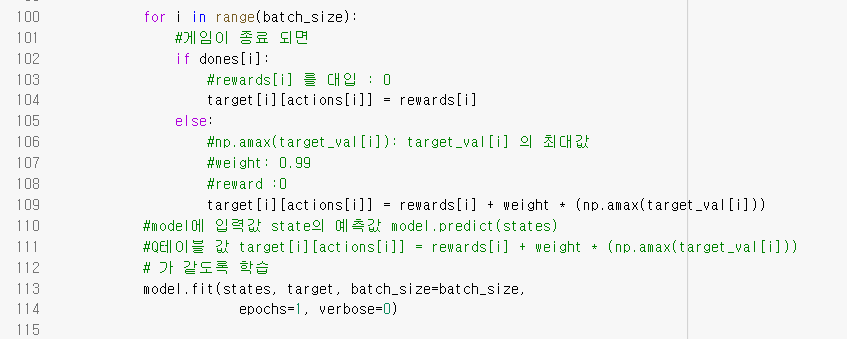 100 for i in range(batch_size):
101 #게임이 종료 되면
102 if dones[i]:
103 #rewards[i] 를 대입 : 0
104 target[i][actions[i]] = rewards[i]
105 else:
106 #np.amax(target_val[i]): target_val[i] 의 최대값
107 #weight: 0.99
108 #reward :0
109 target[i][actions[i]] = rewards[i] + weight * (np.amax(target_val[i]))
110 #model에 입력값 state의 예측값 model.predict(states)
111 #Q테이블 값 target[i][actions[i]] = rewards[i] + weight * (np.amax(target_val[i]))
112 # 가 같도록 학습
113 model.fit(states, target, batch_size=batch_size,
114 epochs=1, verbose=0)
115